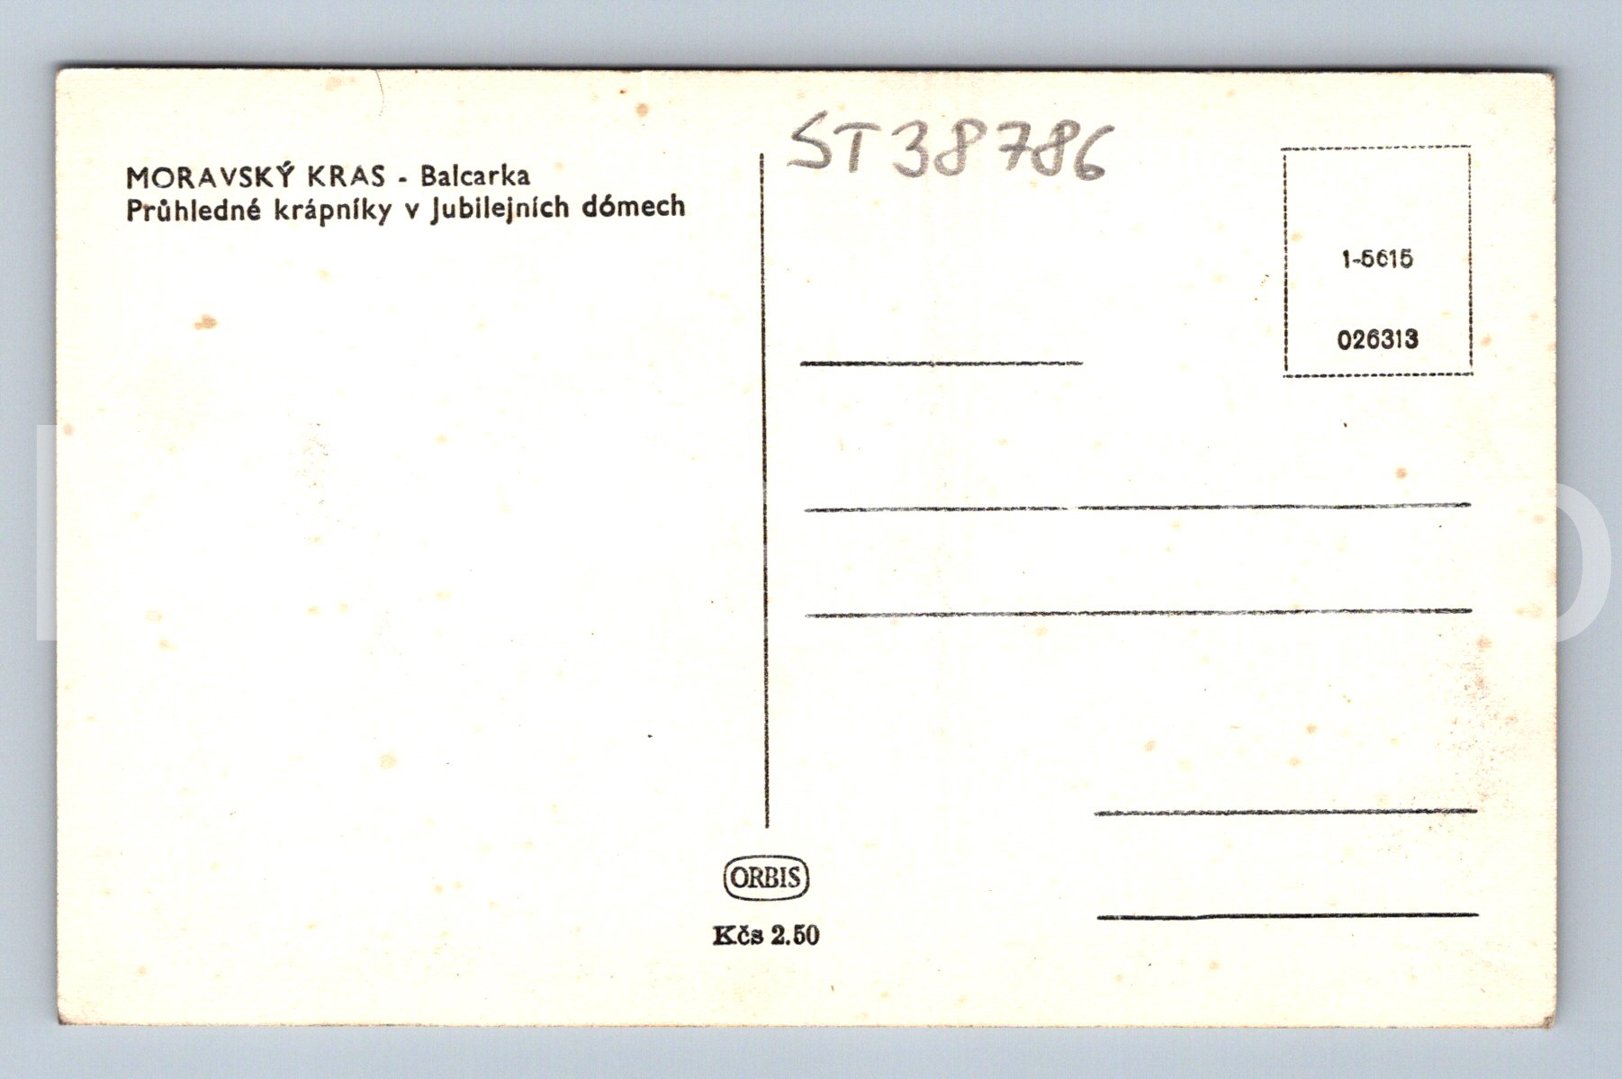 MORAVSKÝ KRAS - Balcarka
Průhledné krápníky v Jubilejních dómech
ST38786
1-5615
026313
ORBIS
Kčs 2.50